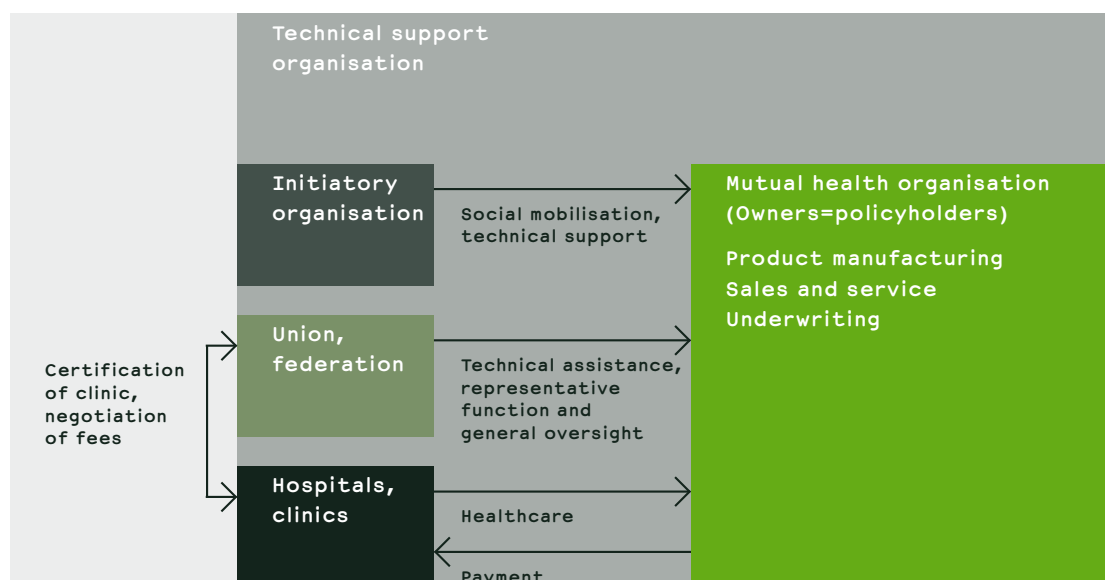 Technical support
organisation
Initiatory
organisation
Social mobilisation,
technical support
Mutual health organisation
(Owners=policyholders)
Product manufacturing
Sales and service
Underwriting
Union,
federation
Technical assistance,
representative
function and
general oversight
Certification
of clinic,
negotiation
of fees
Hospitals,
clinics
Healthcare
Payment